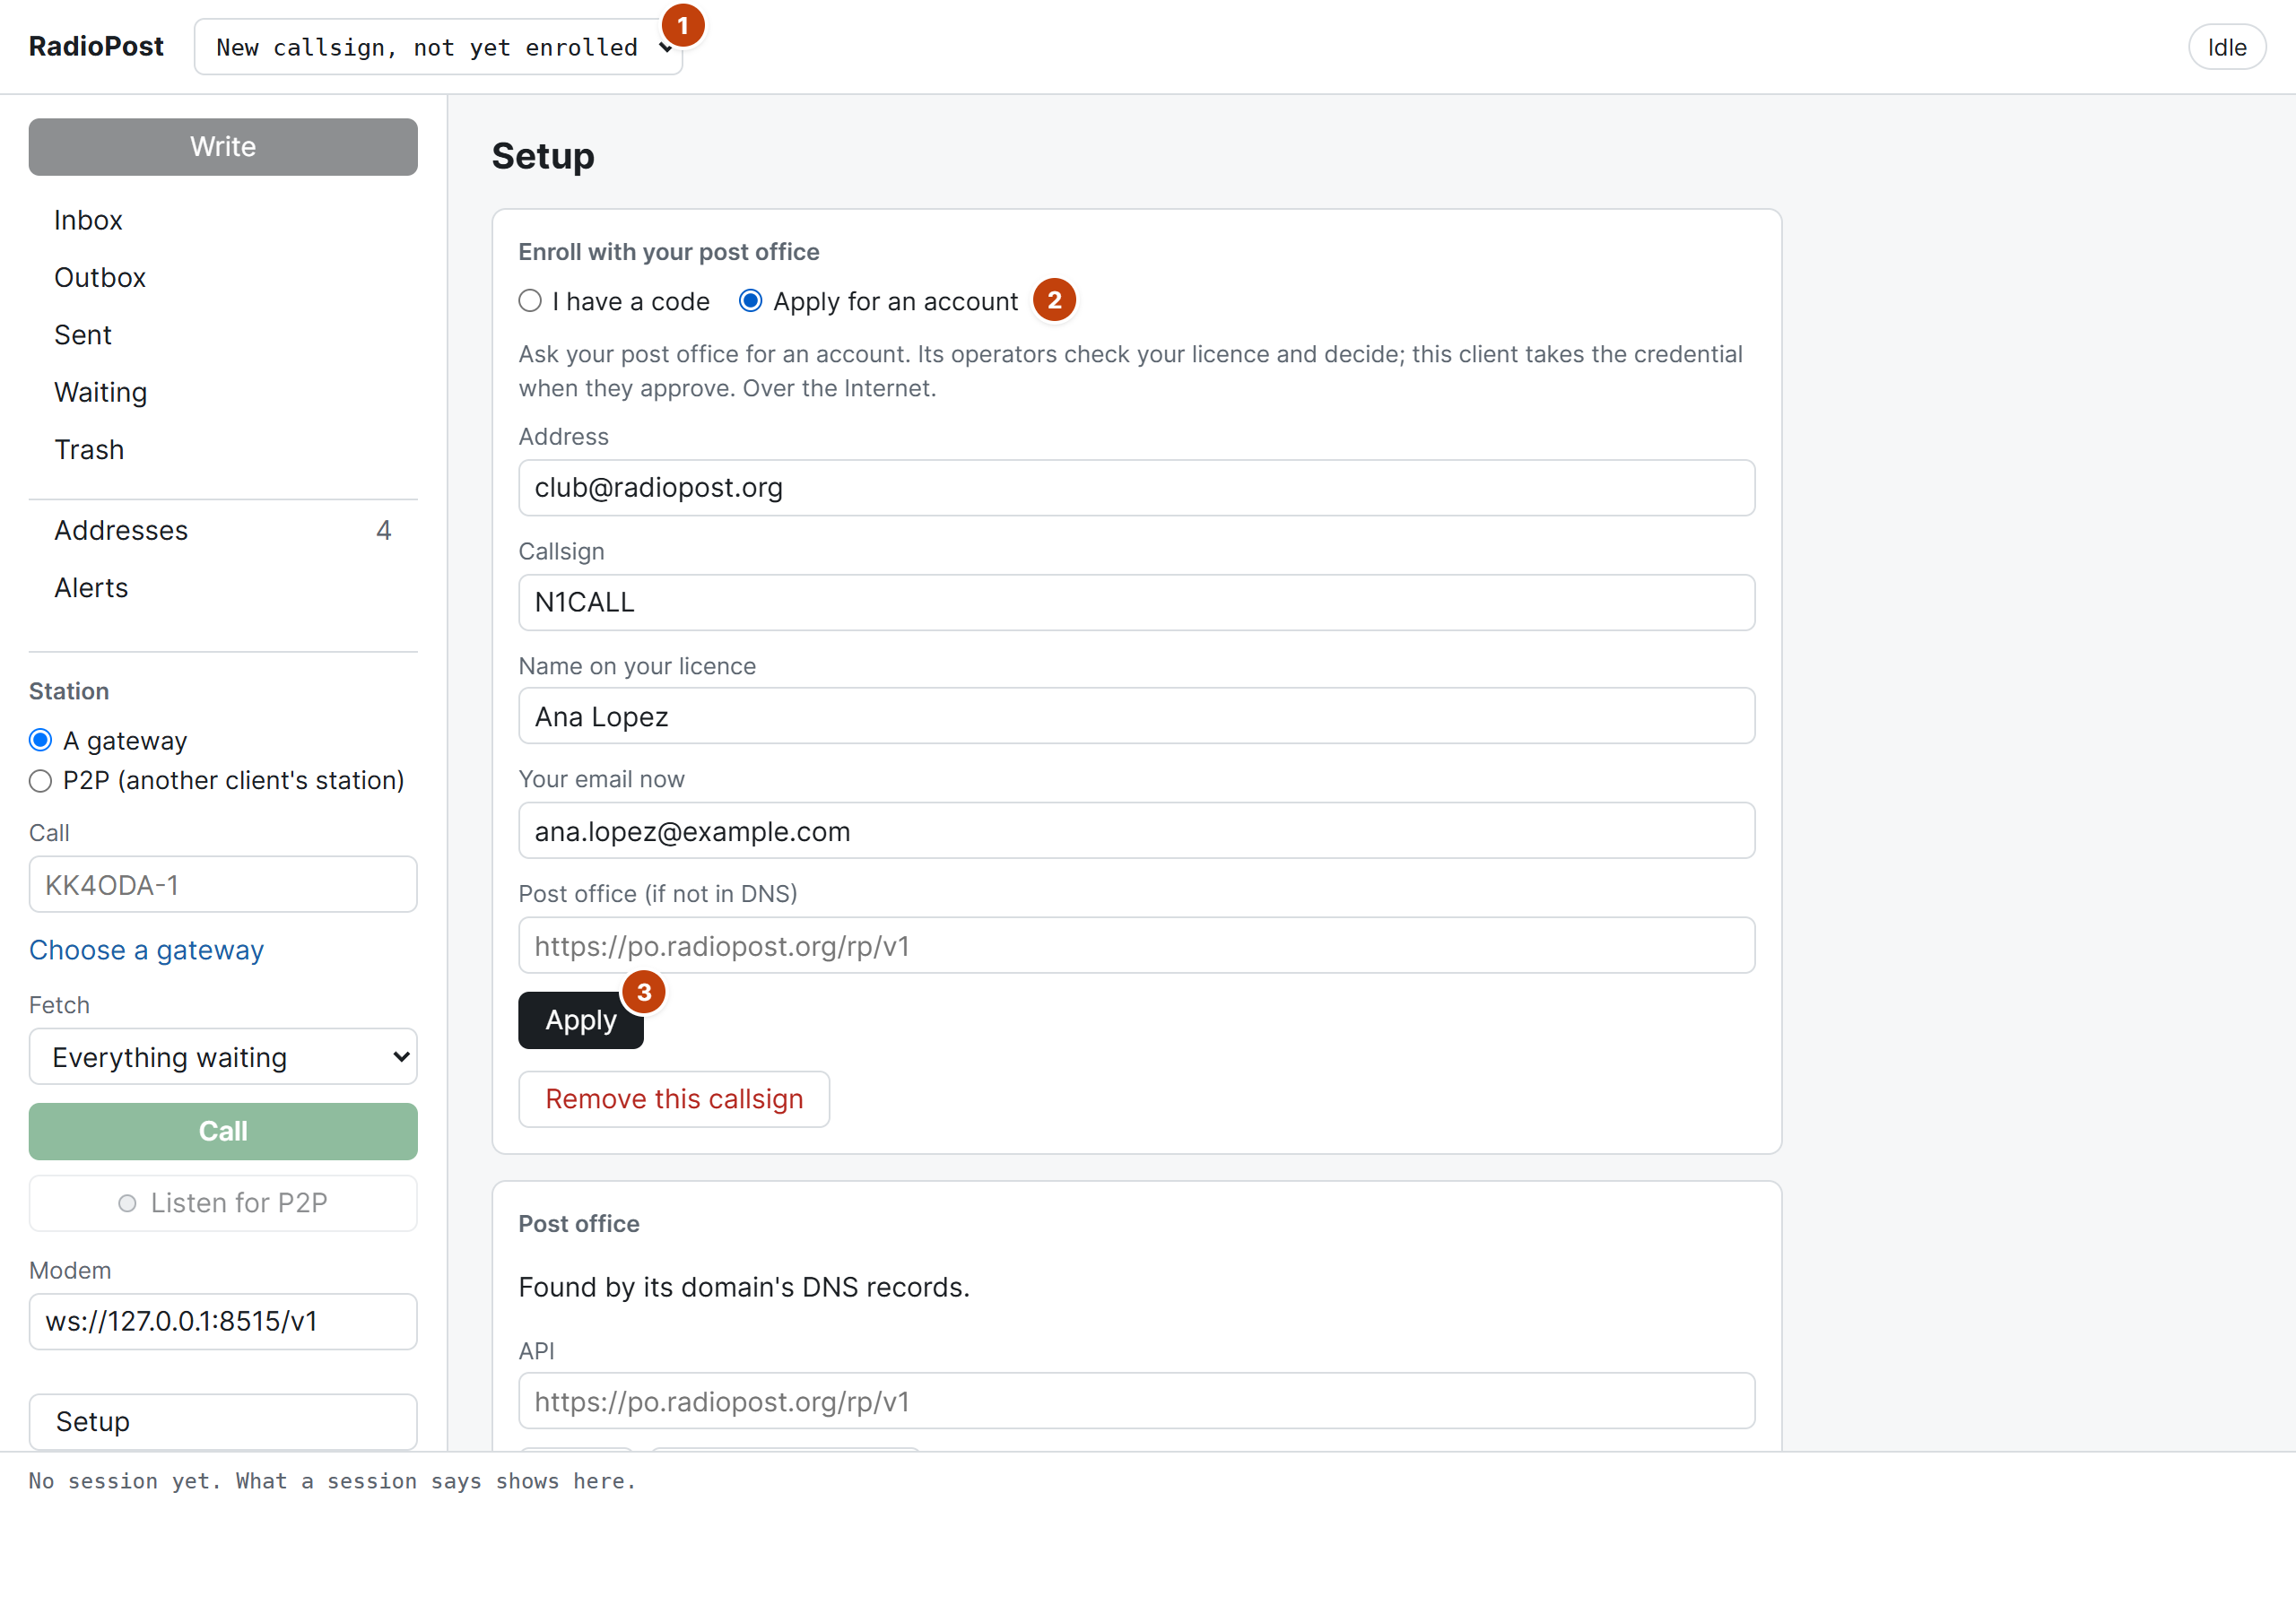 RadioPost
New callsign, not yet enrolled
1
Idle
Write
Inbox
Outbox
Sent
Waiting
Trash
Addresses 4
Alerts
Station
A gateway
P2P (another client's station)
Call
KK4ODA-1
Choose a gateway
Fetch
Everything waiting
Call
Listen for P2P
Modem
ws://127.0.0.1:8515/v1
Setup
Setup
Enroll with your post office
I have a code Apply for an account 2
Ask your post office for an account. Its operators check your licence and decide; this client takes the credential
when they approve. Over the Internet.
Address
club@radiopost.org
Callsign
N1CALL
Name on your licence
Ana Lopez
Your email now
ana.lopez@example.com
Post office (if not in DNS)
https://po.radiopost.org/rp/v1
Apply 3
Remove this callsign
Post office
Found by its domain's DNS records.
API
https://po.radiopost.org/rp/v1
No session yet. What a session says shows here.